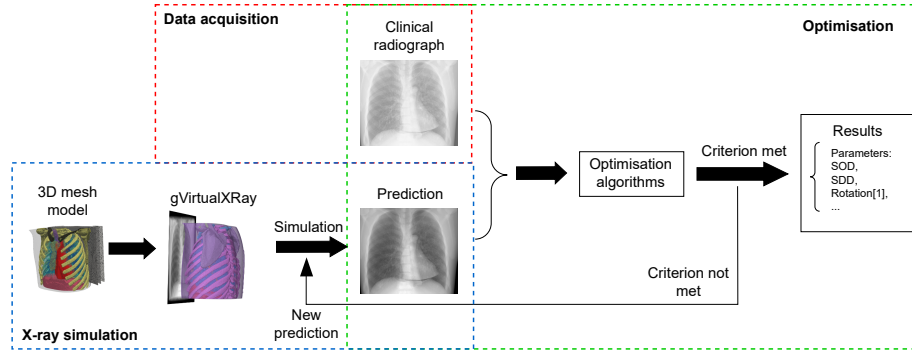 Data acquisition
Optimisation
Clinical
radiograph
3D mesh
model
gVirtualXRay
Simulation
Prediction
New
prediction
X-ray simulation
Optimisation
algorithms
Criterion met
Criterion not
met
Results
Parameters:
SOD,
SDD,
Rotation[1],
...